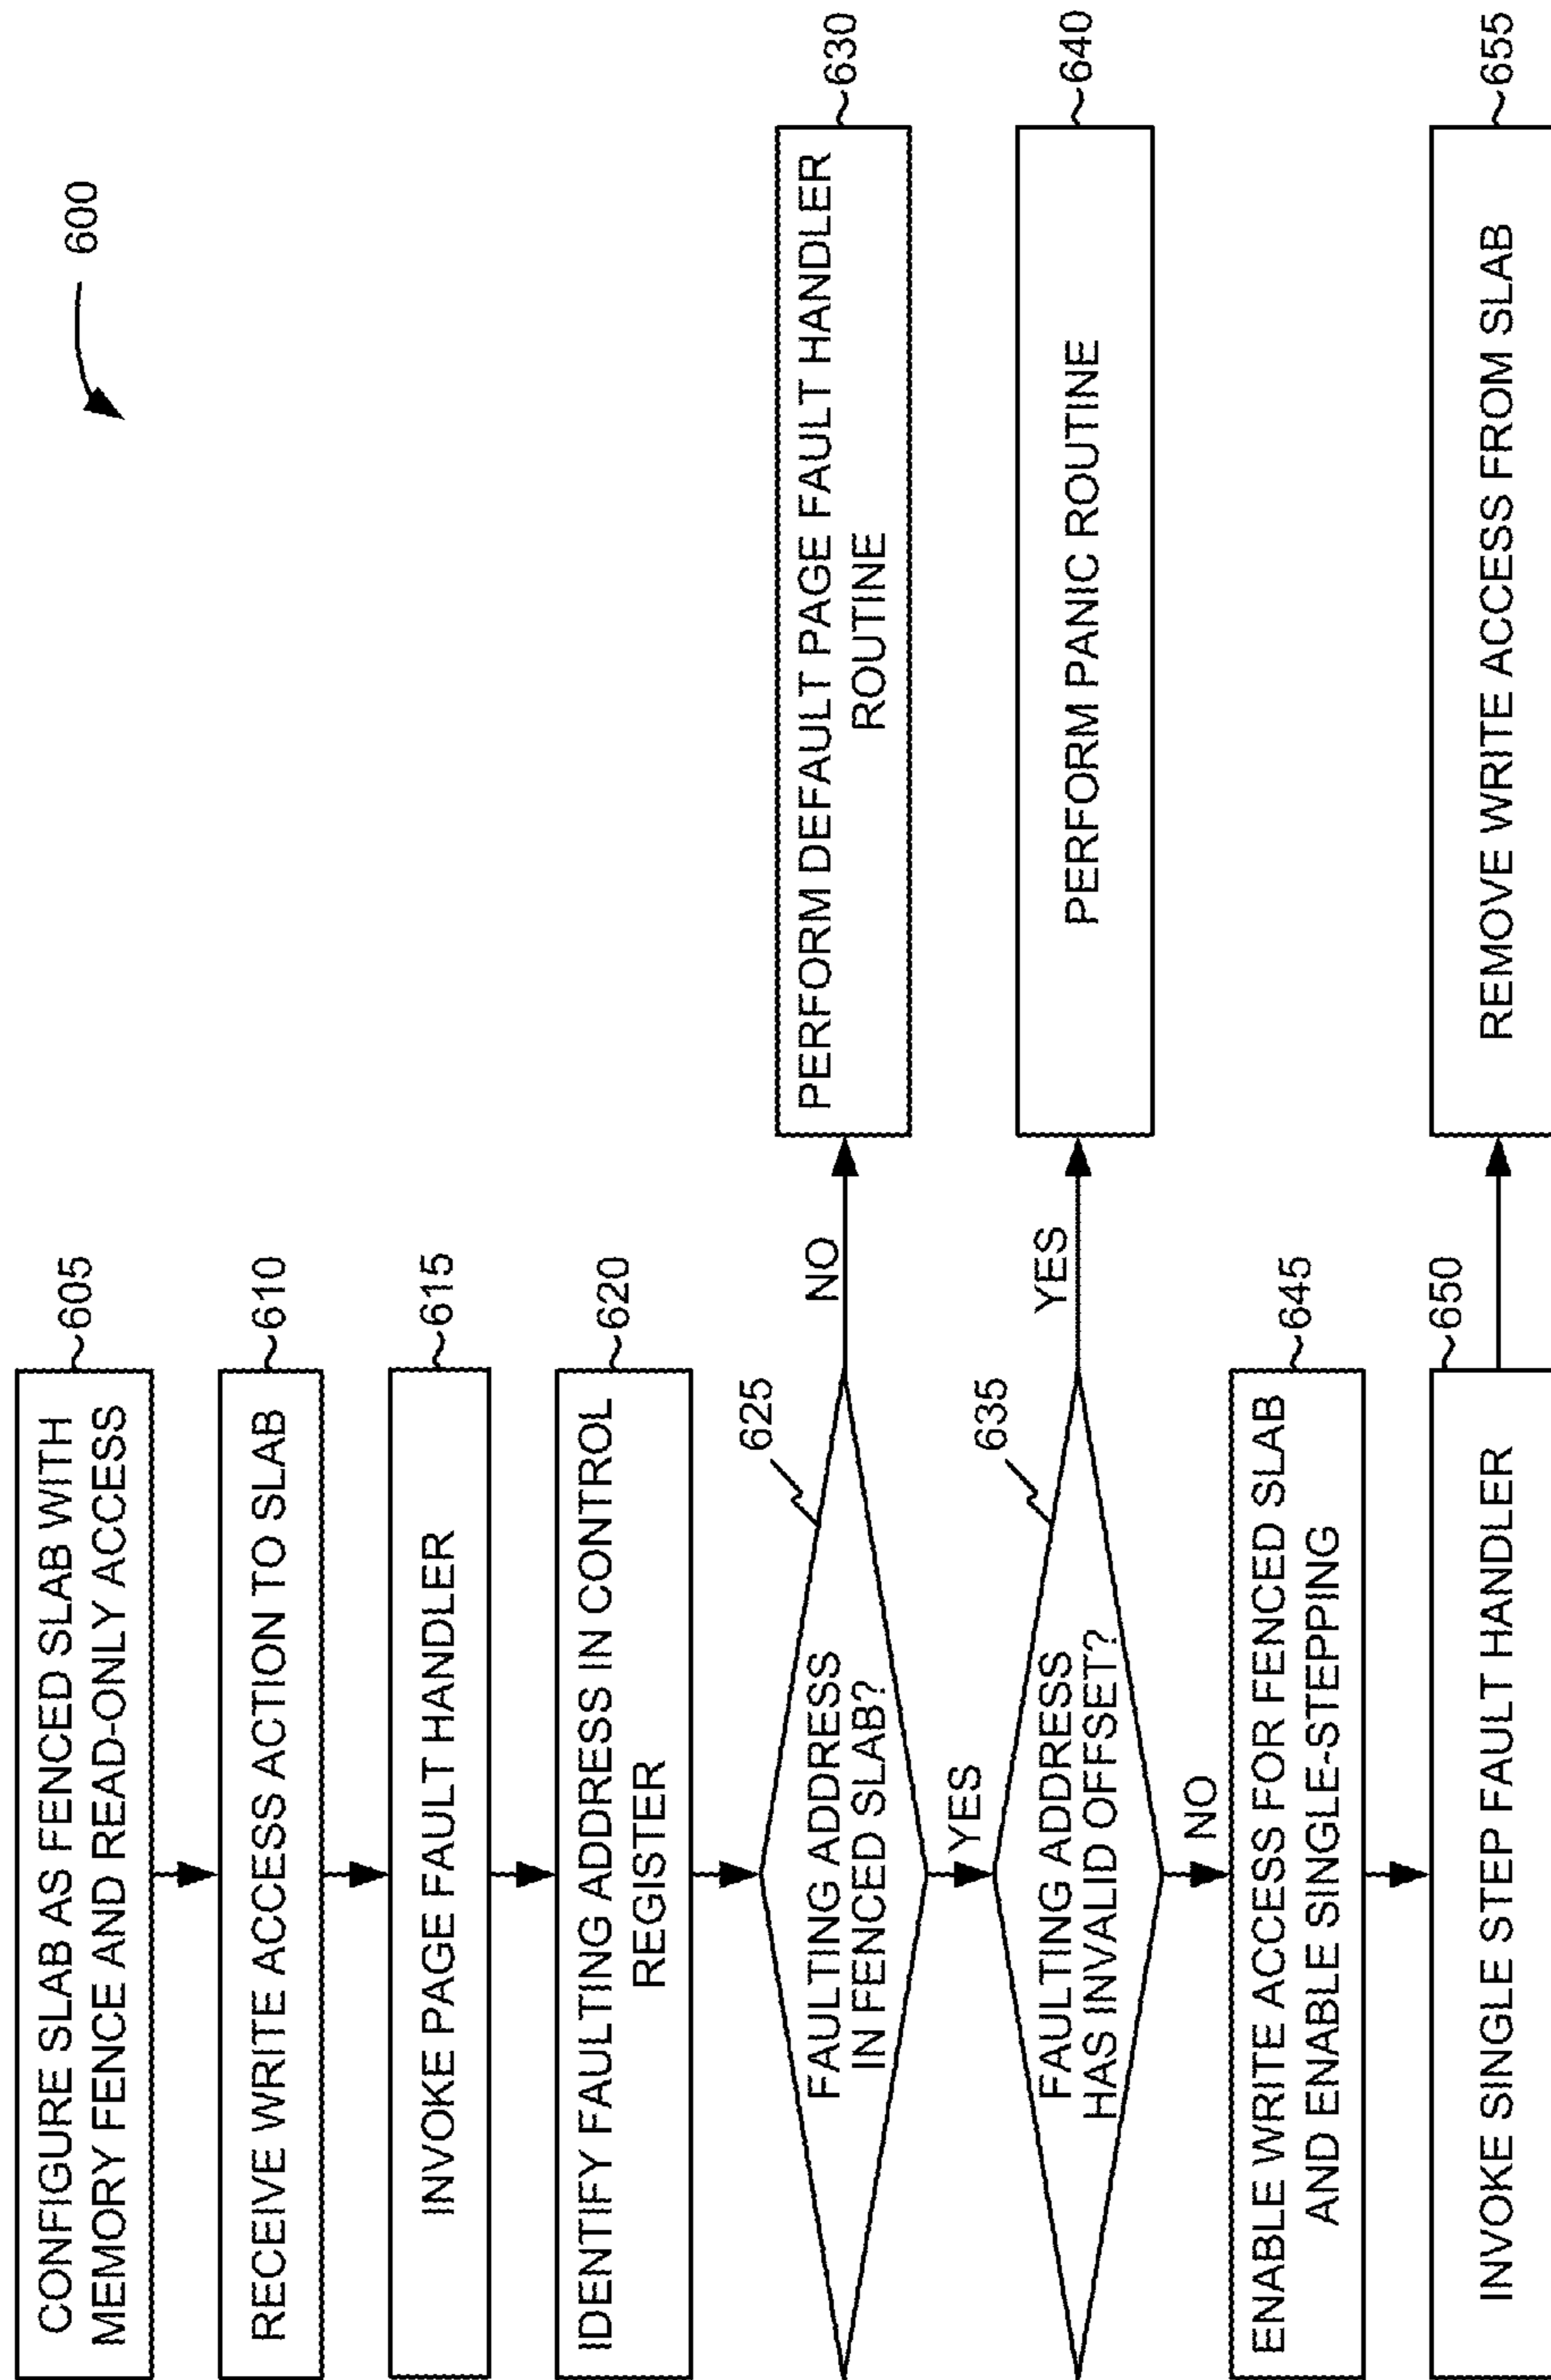 600
CONFIGURE SLAB AS FENCED SLAB WITH
MEMORY FENCE AND READ-ONLY ACCESS
605
RECEIVE WRITE ACCESS ACTION TO SLAB
610
INVOKE PAGE FAULT HANDLER
615
IDENTIFY FAULTING ADDRESS IN CONTROL
REGISTER
620
FAULTING ADDRESS
IN FENCED SLAB?
625
NO
PERFORM DEFAULT PAGE FAULT HANDLER
ROUTINE
630
YES
FAULTING ADDRESS
HAS INVALID OFFSET?
635
YES
PERFORM PANIC ROUTINE
640
NO
ENABLE WRITE ACCESS FOR FENCED SLAB
AND ENABLE SINGLE-STEPPING
645
INVOKE SINGLE STEP FAULT HANDLER
650
REMOVE WRITE ACCESS FROM SLAB
655